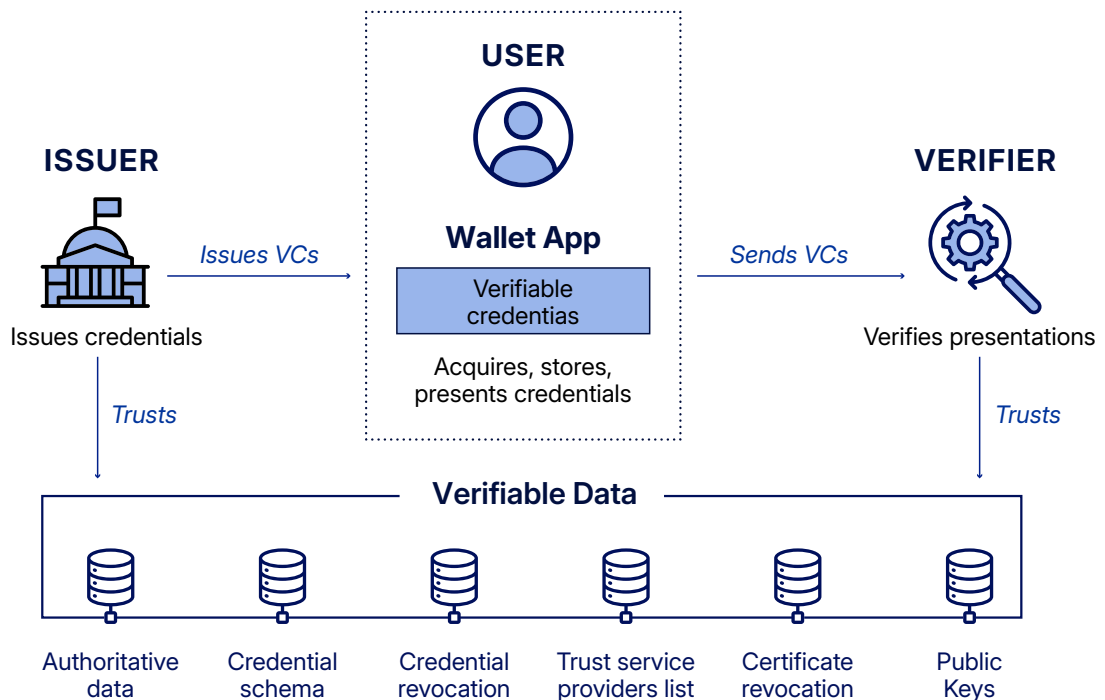 USER
ISSUER
VERIFIER
Wallet App
Issues VCs
Sends VCs
Verifiable
credentias
Issues credentials
Verifies presentations
Acquires, stores,
presents credentials
Trusts
Trusts
Verifiable Data
Authoritative
data
Credential
schema
Credential
revocation
Trust service
providers list
Certificate
revocation
Public
Keys